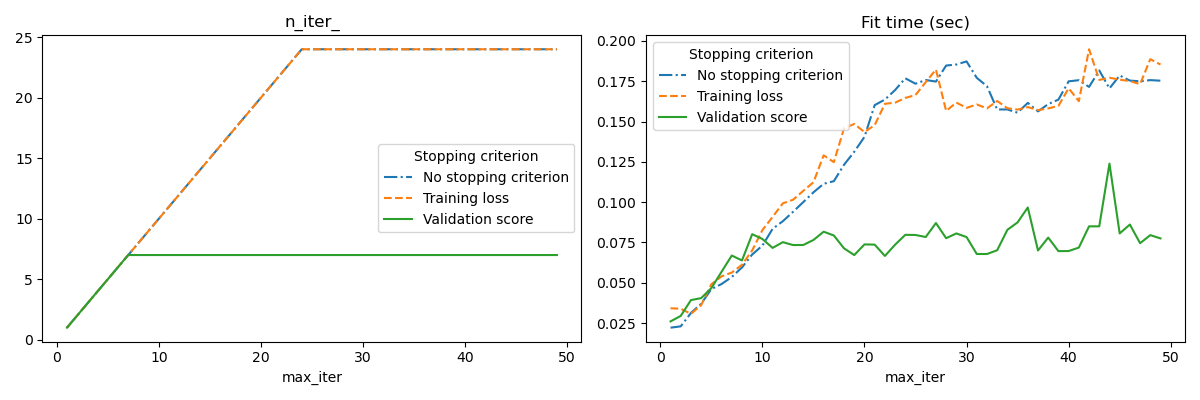 n_iter_
25
20
15
10
5
0
Stopping criterion
No stopping criterion
Training loss
Validation score
0 10 20 30 40 50
max_iter
Fit time (sec)
0.200
0.175
0.150
0.125
0.100
0.075
0.050
0.025
Stopping criterion
No stopping criterion
Training loss
Validation score
0 10 20 30 40 50
max_iter